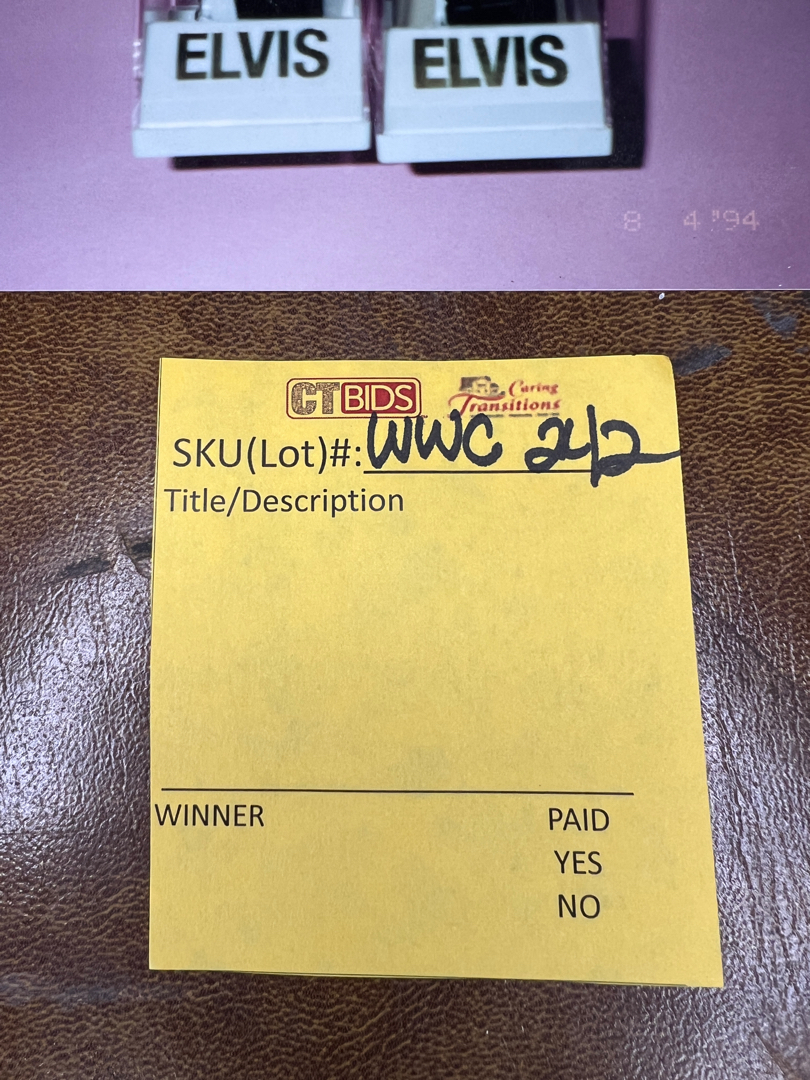 ELVIS ELVIS
8 4 '94
CTBIDS Caring Transitions
SKU(Lot)#: WWC 242
Title/Description
WINNER PAID
YES
NO